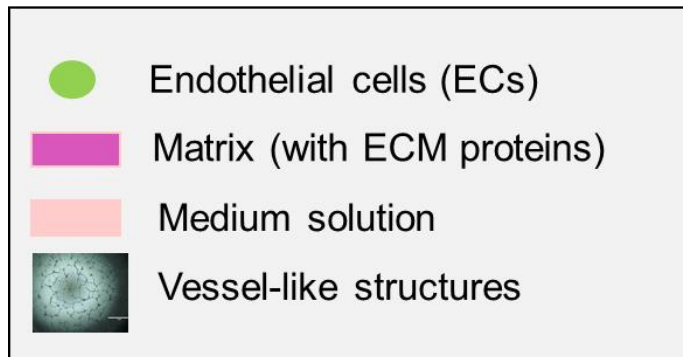 Endothelial cells (ECs)
Matrix (with ECM proteins)
Medium solution
Vessel-like structures